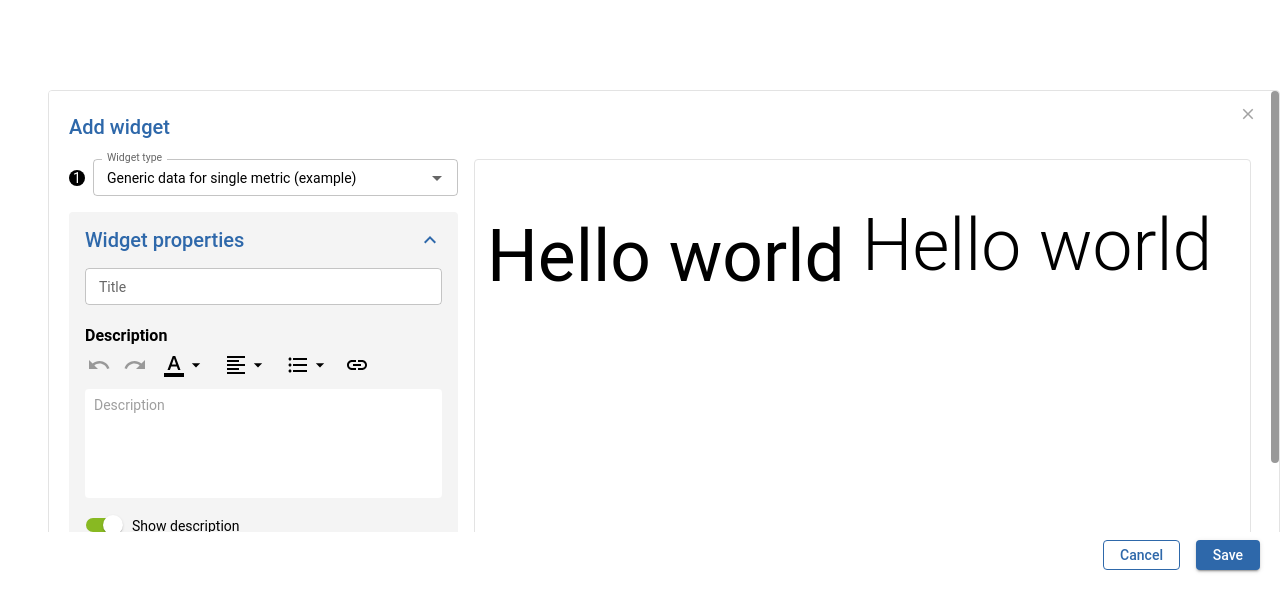 Add widget
Widget type
1 Generic data for single metric (example)
Widget properties
Title
Description
A
Description
Show description
Hello world Hello world
Cancel Save